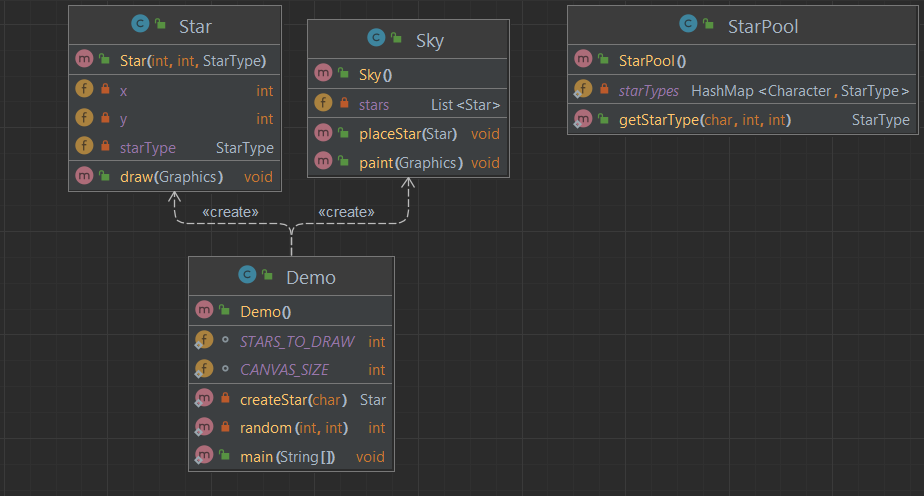 Star
Star(int, int, StarType)
x int
y int
starType StarType
draw(Graphics) void
Sky
Sky()
stars List<Star>
placeStar(Star) void
paint(Graphics) void
StarPool
StarPool()
starTypes HashMap<Character, StarType>
getStarType(char, int, int) StarType
«create»
«create»
Demo
Demo()
STARS_TO_DRAW int
CANVAS_SIZE int
createStar(char) Star
random(int, int) int
main(String[]) void